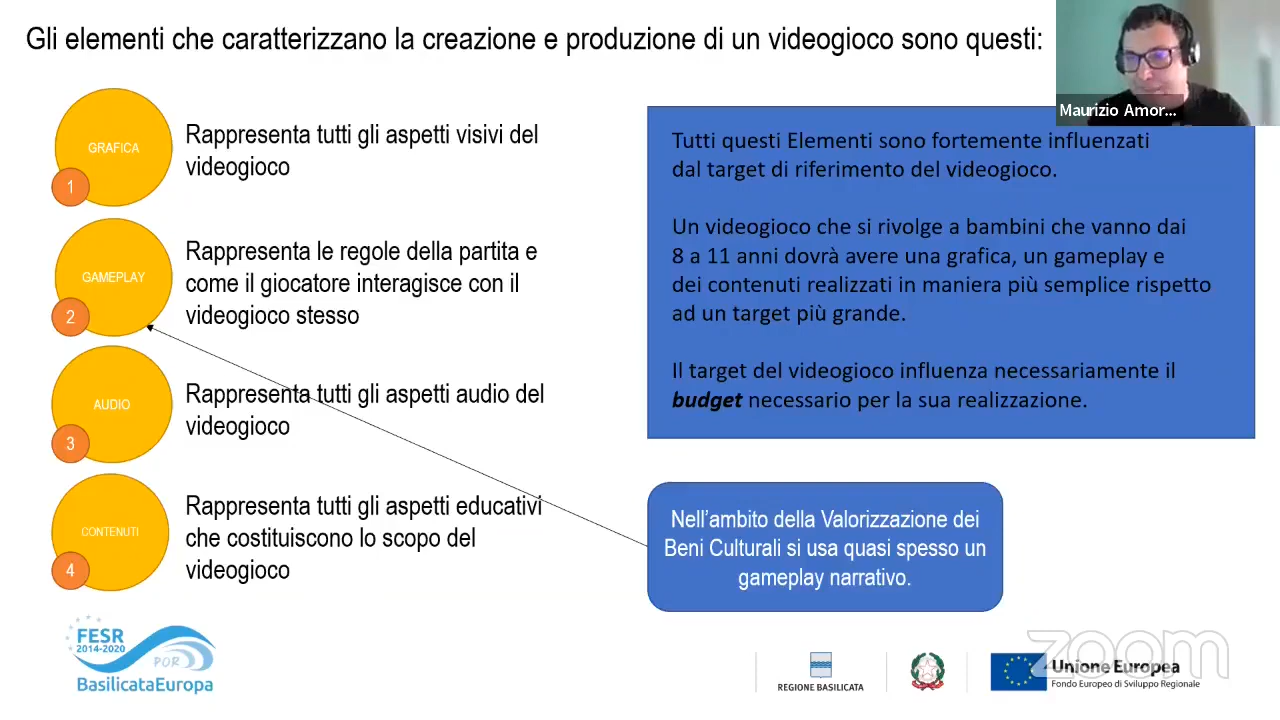 Gli elementi che caratterizzano la creazione e produzione di un videogioco sono questi:
Maurizio Amor...
GRAFICA
1
Rappresenta tutti gli aspetti visivi del
videogioco
GAMEPLAY
2
Rappresenta le regole della partita e
come il giocatore interagisce con il
videogioco stesso
AUDIO
3
Rappresenta tutti gli aspetti audio del
videogioco
CONTENUTI
4
Rappresenta tutti gli aspetti educativi
che costituiscono lo scopo del
videogioco
Tutti questi Elementi sono fortemente influenzati
dal target di riferimento del videogioco.
Un videogioco che si rivolge a bambini che vanno dai
8 a 11 anni dovrà avere una grafica, un gameplay e
dei contenuti realizzati in maniera più semplice rispetto
ad un target più grande.
Il target del videogioco influenza necessariamente il
budget necessario per la sua realizzazione.
Nell'ambito della Valorizzazione dei
Beni Culturali si usa quasi spesso un
gameplay narrativo.
FESR
2014-2020
POR
BasilicataEuropa
REGIONE BASILICATA
Unione Europea
Fondo Europeo di Sviluppo Regionale
zoom